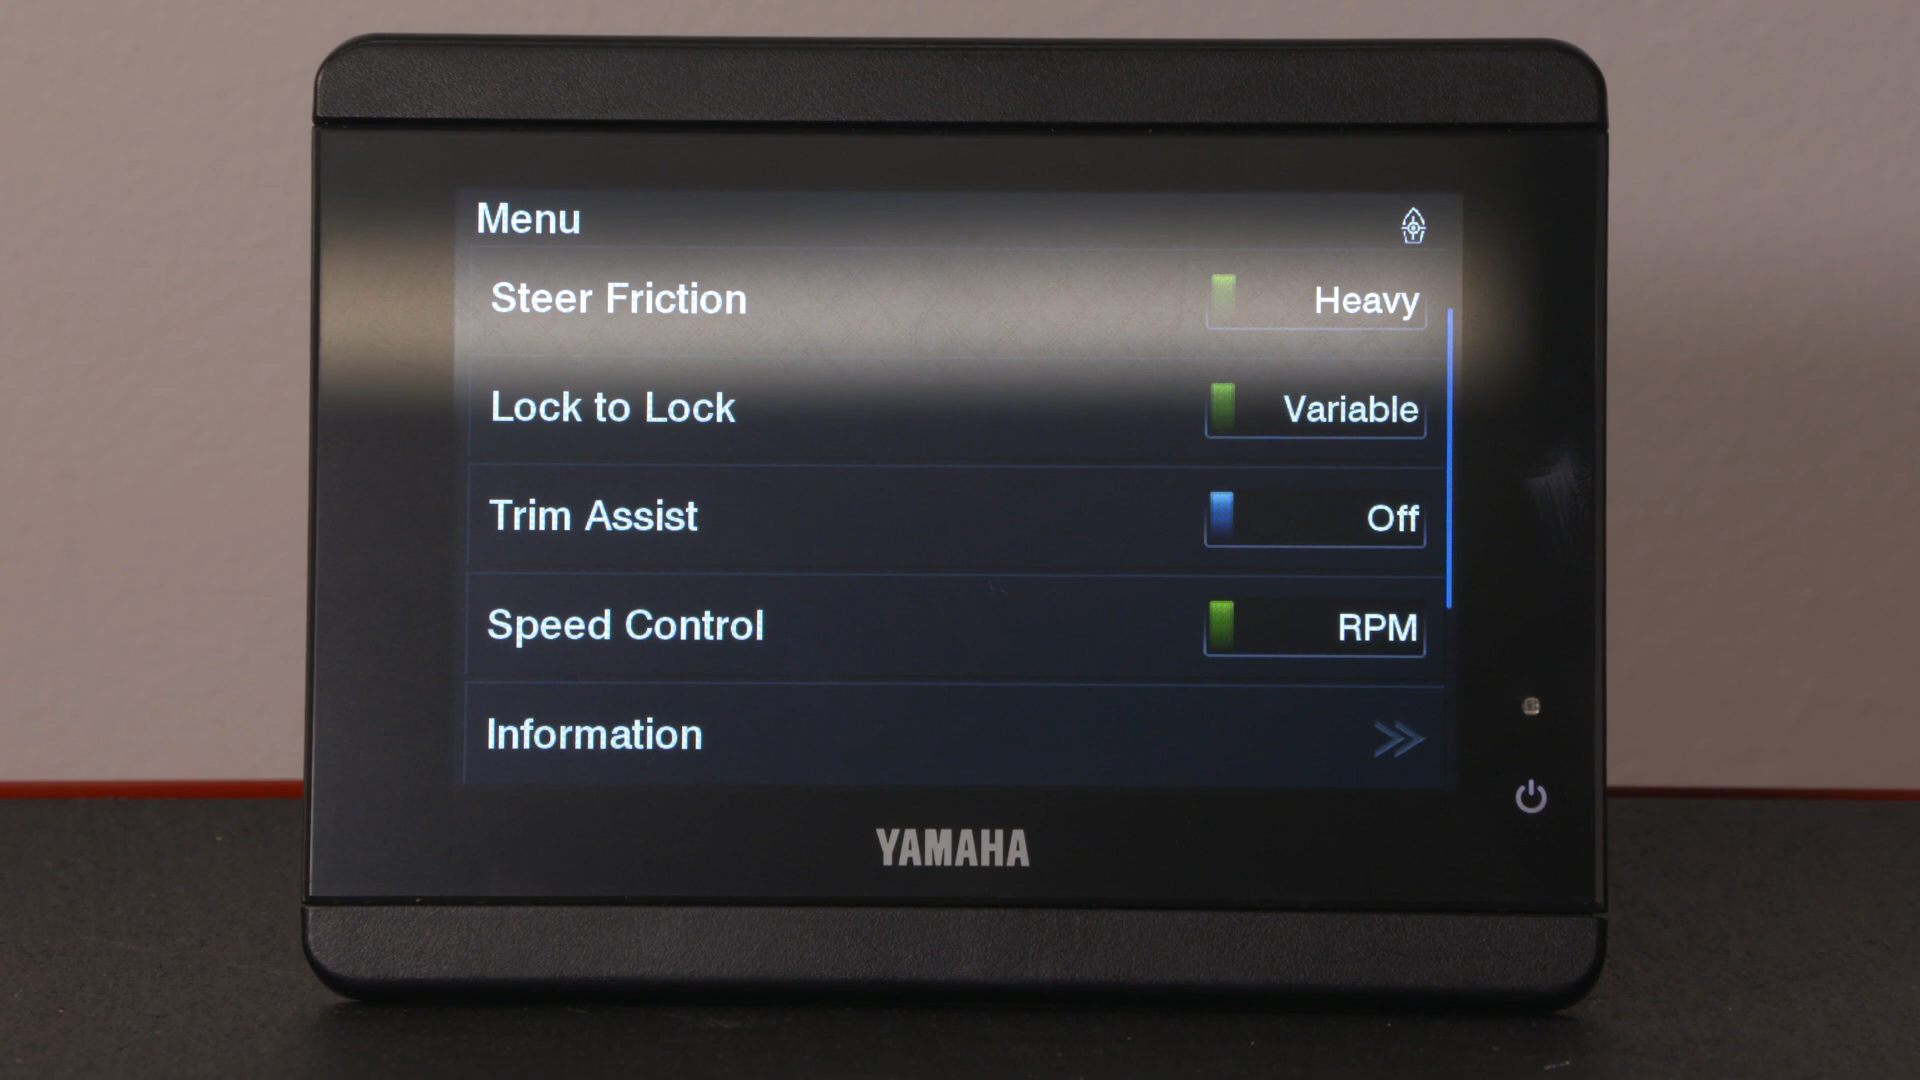 Menu
Steer Friction Heavy
Lock to Lock Variable
Trim Assist Off
Speed Control RPM
Information
YAMAHA